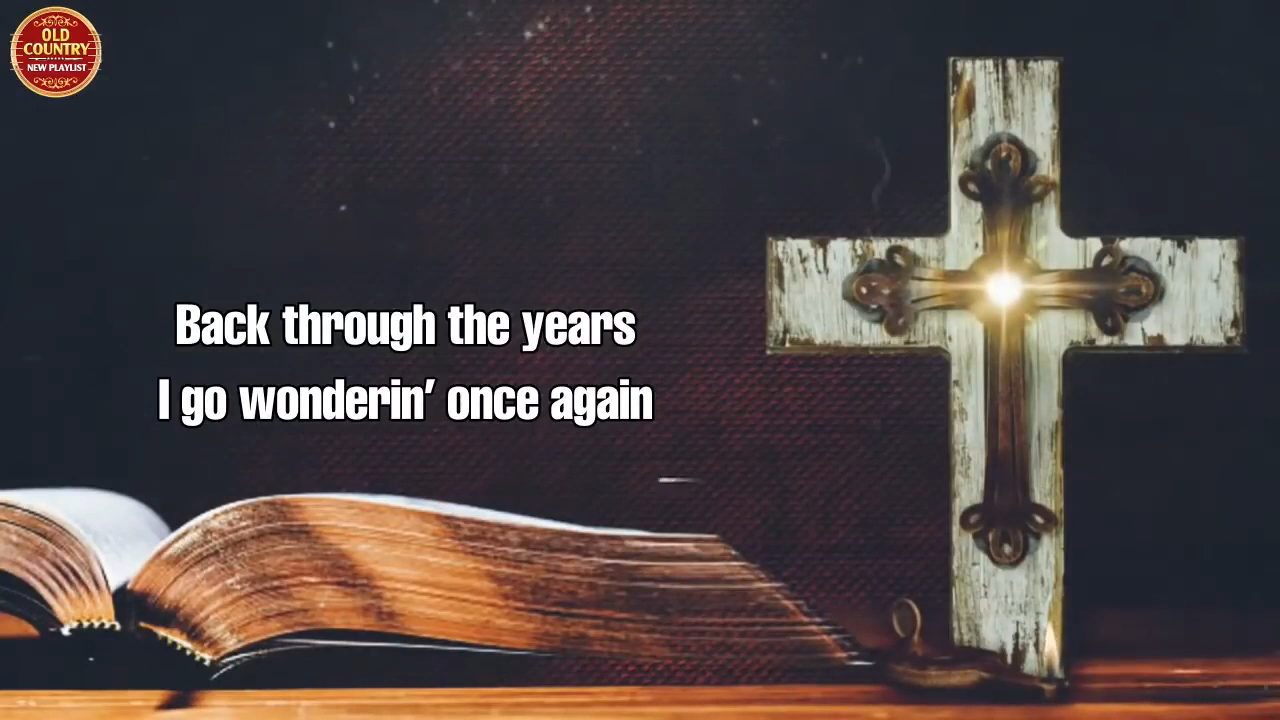 OLD
COUNTRY
NEW PLAYLIST
Back through the years
I go wonderin' once again